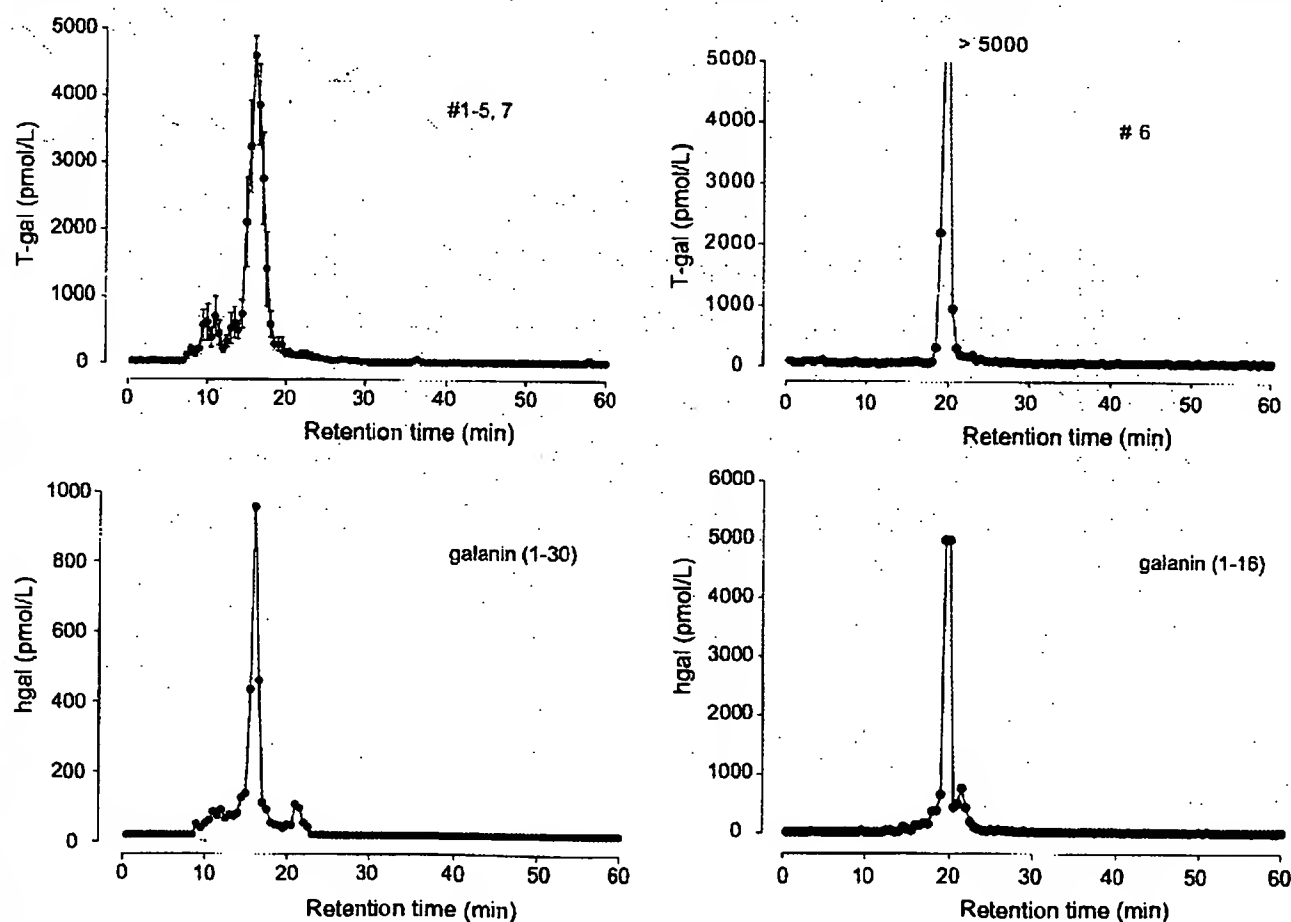 5000
4000
3000
2000
1000
0
T-gal (pmol/L)
#1-5, 7
0 10 20 30 40 50 60
Retention time (min)
> 5000
5000
4000
3000
2000
1000
0
T-gal (pmol/L)
# 6
0 10 20 30 40 50 60
Retention time (min)
1000
800
600
400
200
0
hgal (pmol/L)
galanin (1-30)
0 10 20 30 40 50 60
Retention time (min)
6000
5000
4000
3000
2000
1000
0
hgal (pmol/L)
galanin (1-16)
0 10 20 30 40 50 60
Retention time (min)